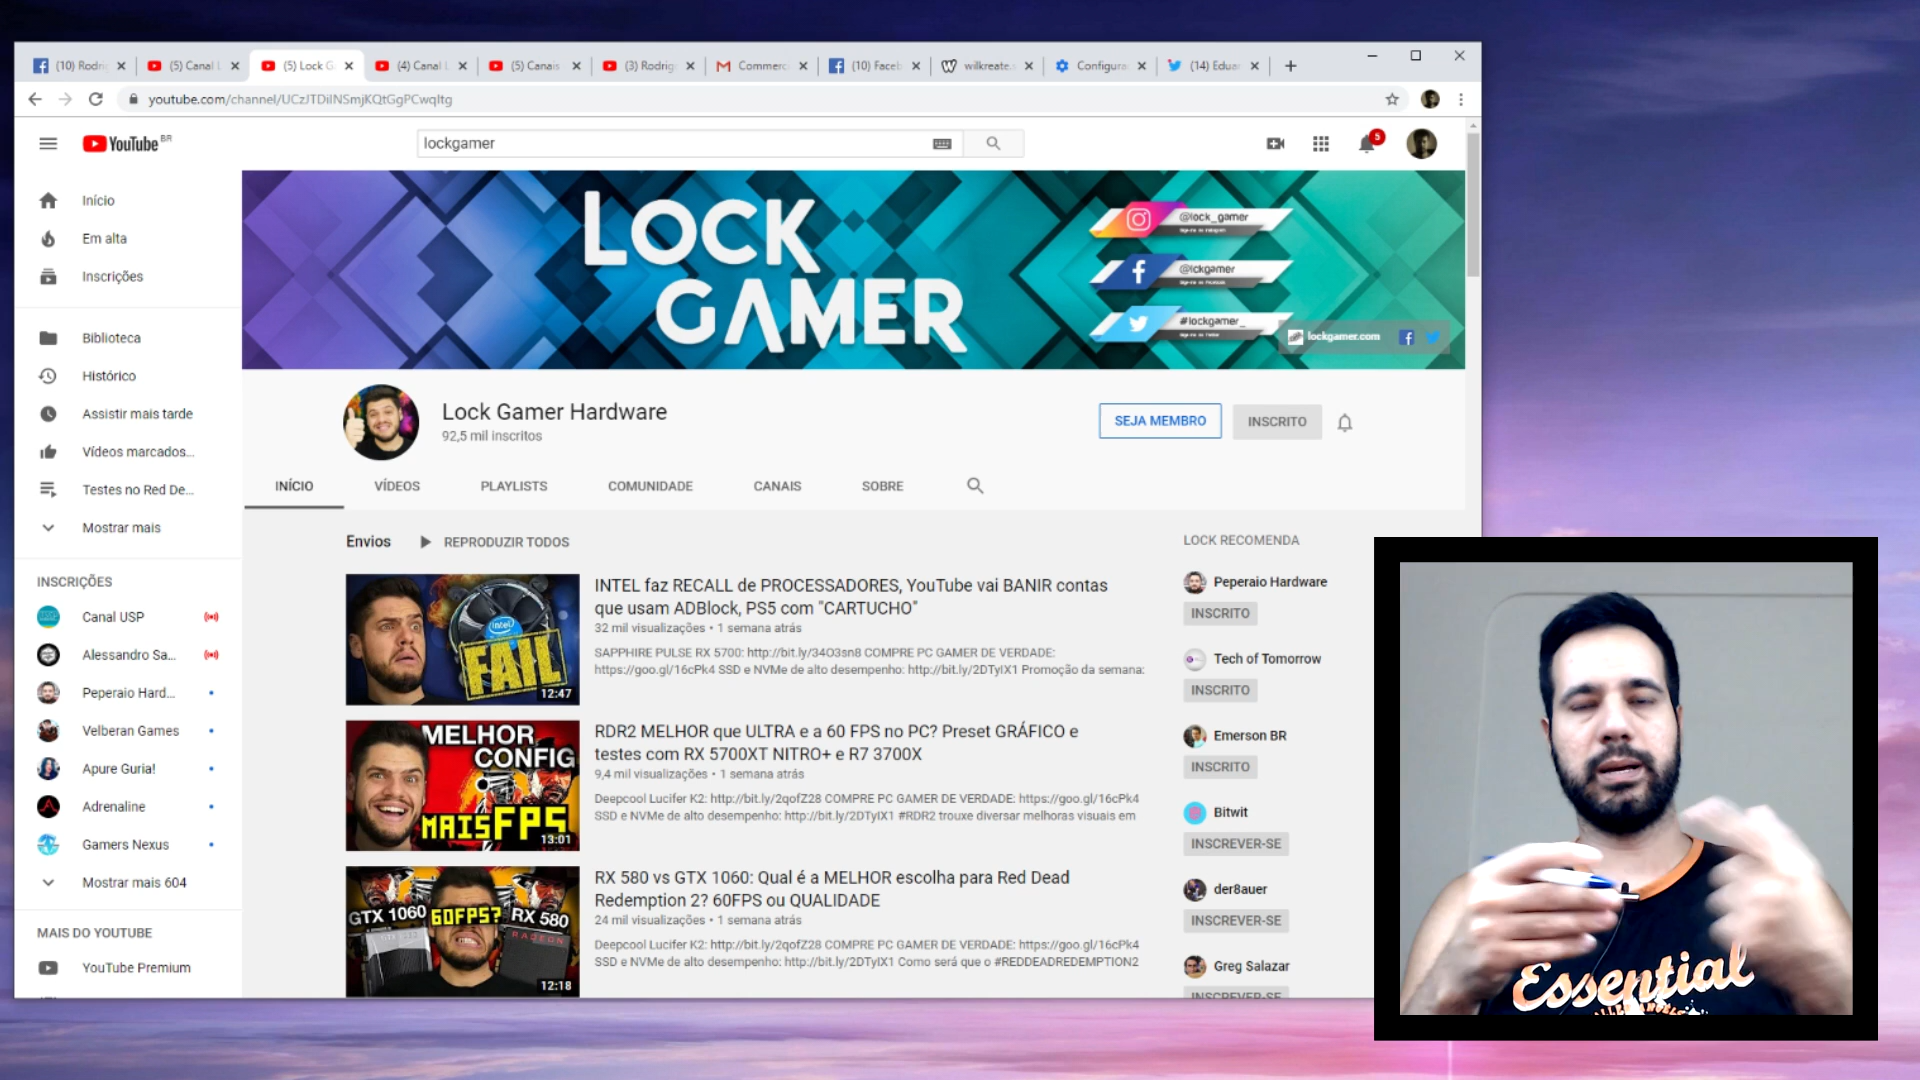 (10) Rodrig
(5) Canal L
(5) Lock G
(4) Canal L
(5) Canais
(3) Rodrig
Commerc
(10) Faceb
wilkreate.
Configura
(14) Eduar
youtube.com/channel/UCzJTDiINSmjKQtGgPCwqItg
YouTube BR
lockgamer
5
Início
Em alta
Inscrições
Biblioteca
Histórico
Assistir mais tarde
Vídeos marcados...
Testes no Red De...
Mostrar mais
INSCRIÇÕES
Canal USP
Alessandro Sa...
Peperaio Hard...
Velberan Games
Apure Guria!
Adrenaline
Gamers Nexus
Mostrar mais 604
MAIS DO YOUTUBE
YouTube Premium
LOCK
GAMER
@lock_gamer
@lckgamer
#lockgamer_
lockgamer.com
Lock Gamer Hardware
92,5 mil inscritos
SEJA MEMBRO
INSCRITO
INÍCIO
VÍDEOS
PLAYLISTS
COMUNIDADE
CANAIS
SOBRE
Envios
REPRODUZIR TODOS
intel
FAIL
12:47
INTEL faz RECALL de PROCESSADORES, YouTube vai BANIR contas
que usam ADBlock, PS5 com "CARTUCHO"
32 mil visualizações • 1 semana atrás
SAPPHIRE PULSE RX 5700: http://bit.ly/34O3sn8 COMPRE PC GAMER DE VERDADE:
https://goo.gl/16cPk4 SSD e NVMe de alto desempenho: http://bit.ly/2DTyIX1 Promoção da semana:
MELHOR
CONFIG
MAIS FPS
13:01
RDR2 MELHOR que ULTRA e a 60 FPS no PC? Preset GRÁFICO e
testes com RX 5700XT NITRO+ e R7 3700X
9,4 mil visualizações • 1 semana atrás
Deepcool Lucifer K2: http://bit.ly/2qofZ28 COMPRE PC GAMER DE VERDADE: https://goo.gl/16cPk4
SSD e NVMe de alto desempenho: http://bit.ly/2DTyIX1 #RDR2 trouxe diversar melhoras visuais em
GTX 1060
60FPS?
RX 580
RADEON
12:18
RX 580 vs GTX 1060: Qual é a MELHOR escolha para Red Dead
Redemption 2? 60FPS ou QUALIDADE
24 mil visualizações • 1 semana atrás
Deepcool Lucifer K2: http://bit.ly/2qofZ28 COMPRE PC GAMER DE VERDADE: https://goo.gl/16cPk4
SSD e NVMe de alto desempenho: http://bit.ly/2DTyIX1 Como será que o #REDDEADREDEMPTION2
LOCK RECOMENDA
Peperaio Hardware
INSCRITO
Tech of Tomorrow
INSCRITO
Emerson BR
INSCRITO
Bitwit
INSCREVER-SE
der8auer
INSCREVER-SE
Greg Salazar
INSCREVER-SE
Essential